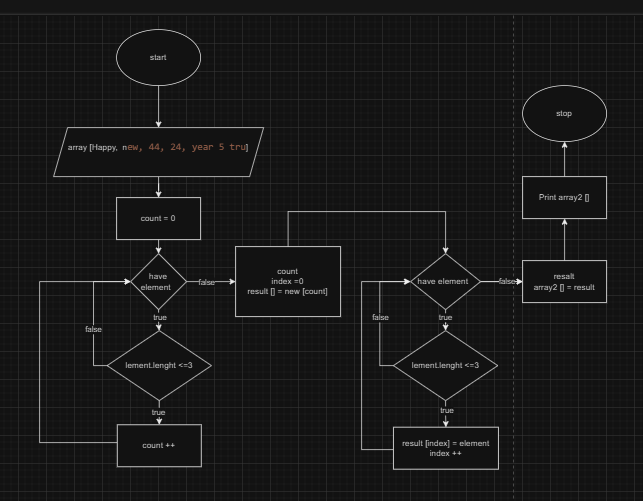 start
array [Happy, new, 44, 24, year 5 tru]
count = 0
have
element
false
true
false
lement.lenght <=3
true
count ++
count
index =0
result [] = new [count]
have element
false
true
false
lement.lenght <=3
true
result [index] = element
index ++
stop
Print array2 []
resalt
array2 [] = result